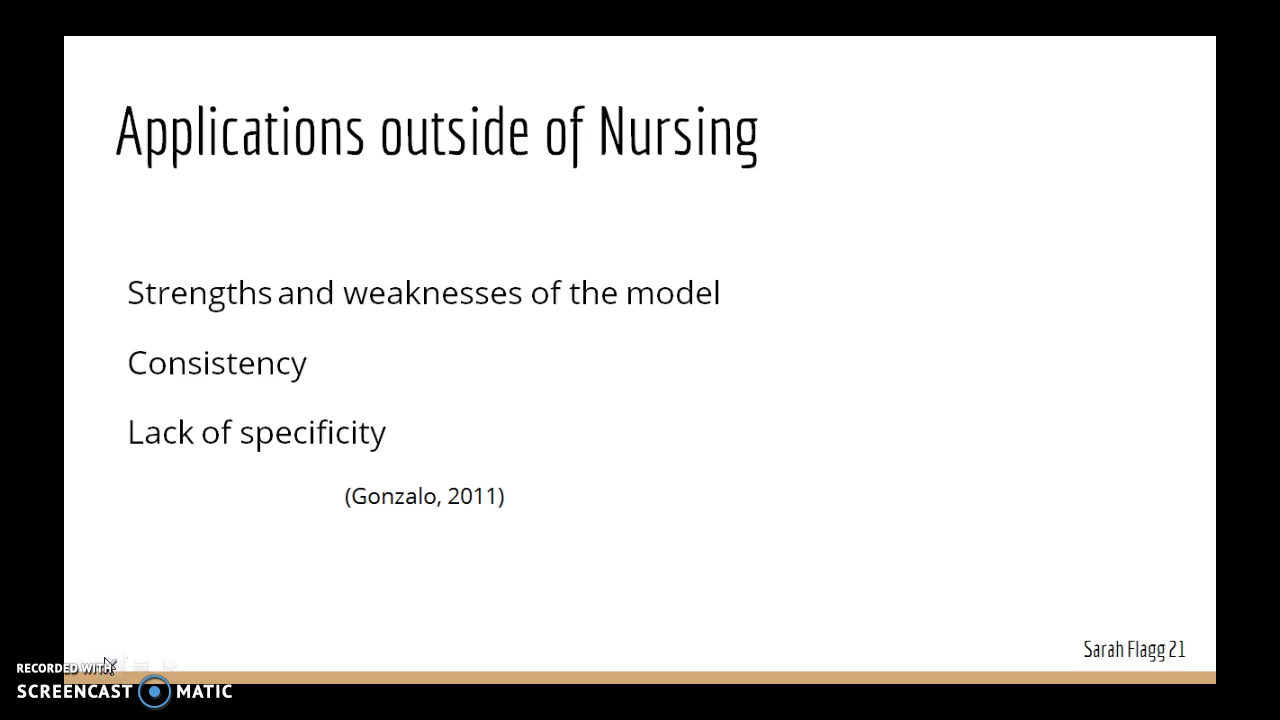 Applications outside of Nursing
Strengths and weaknesses of the model
Consistency
Lack of specificity
(Gonzalo, 2011)
Sarah Flagg 21
RECORDED WITH
SCREENCAST MATIC